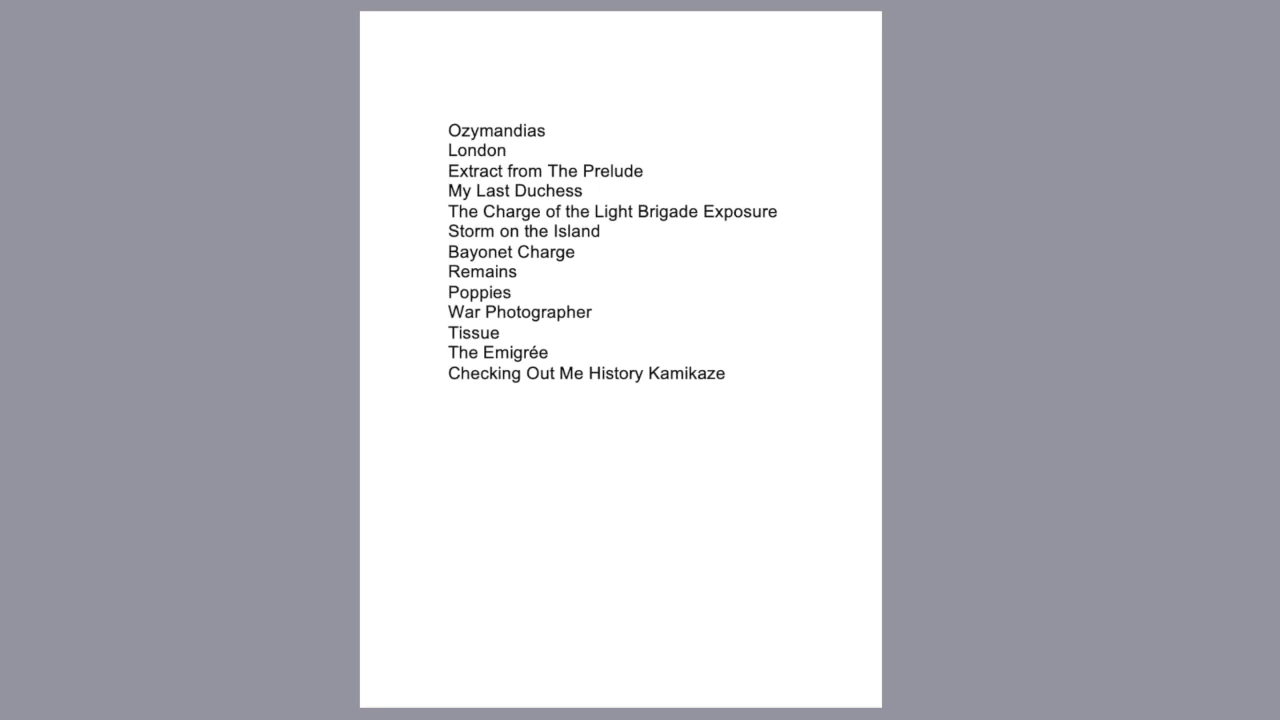 Ozymandias
London
Extract from The Prelude
My Last Duchess
The Charge of the Light Brigade Exposure
Storm on the Island
Bayonet Charge
Remains
Poppies
War Photographer
Tissue
The Emigrée
Checking Out Me History Kamikaze